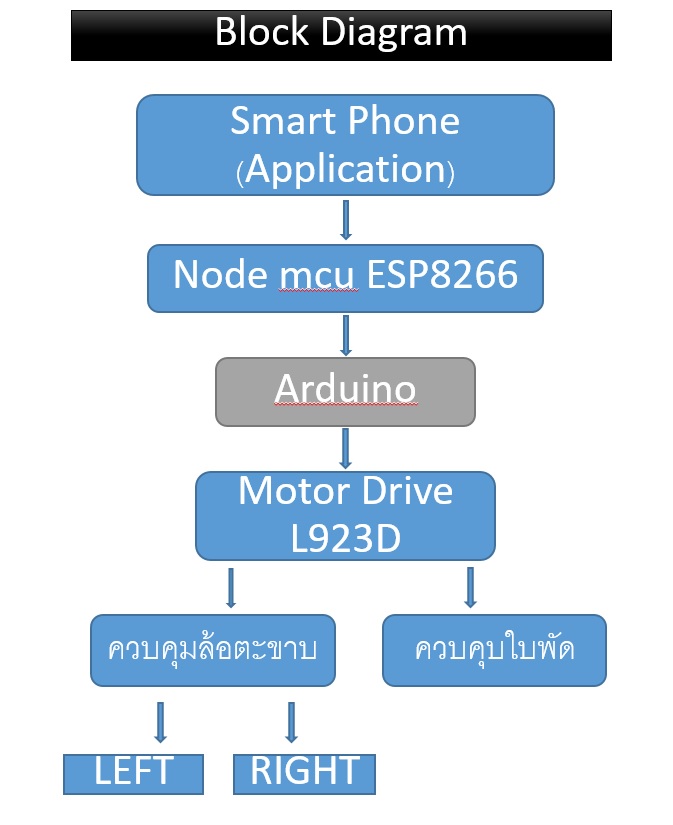 Block Diagram
Smart Phone
(Application)
Node mcu ESP8266
Arduino
Motor Drive
L923D
ควบคุมล้อตะขาบ
ควบคุบใบพัด
LEFT
RIGHT